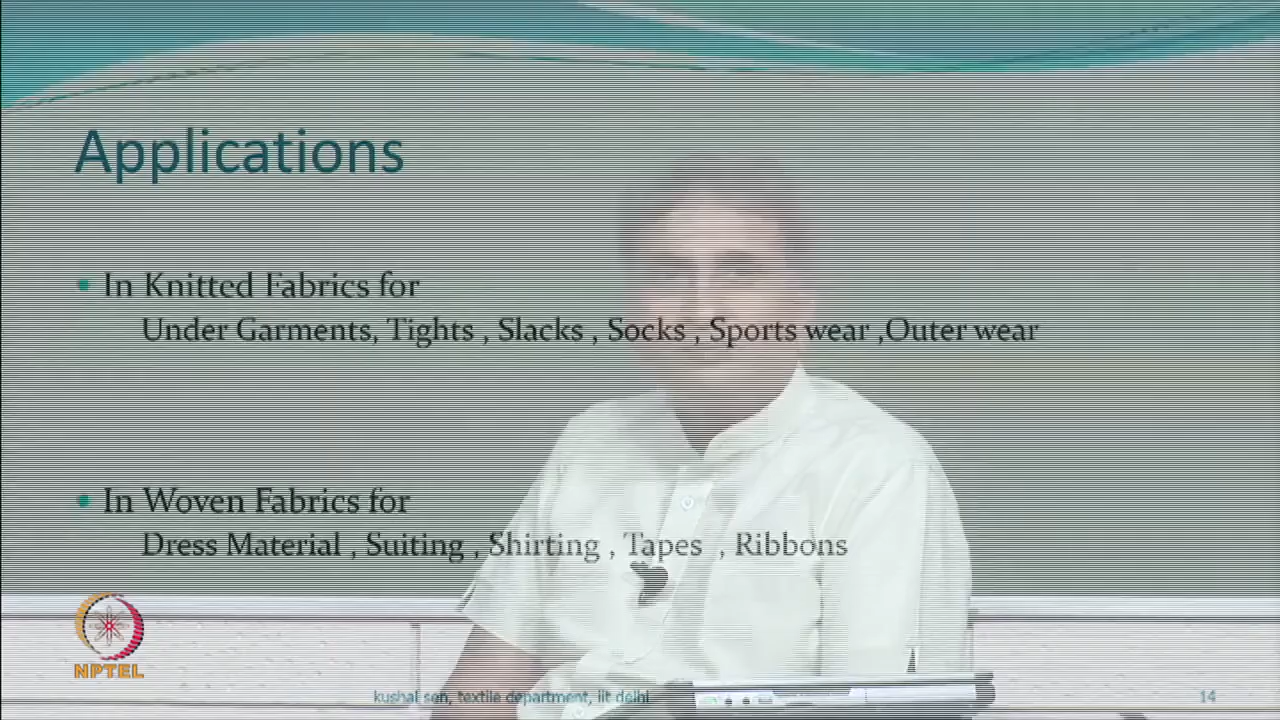 Applications
In Knitted Fabrics for
Under Garments, Tights , Slacks , Socks , Sports wear ,Outer wear
In Woven Fabrics for
Dress Material , Suiting , Shirting , Tapes , Ribbons
NPTEL
kushal sen, textile department, iit delhi
14